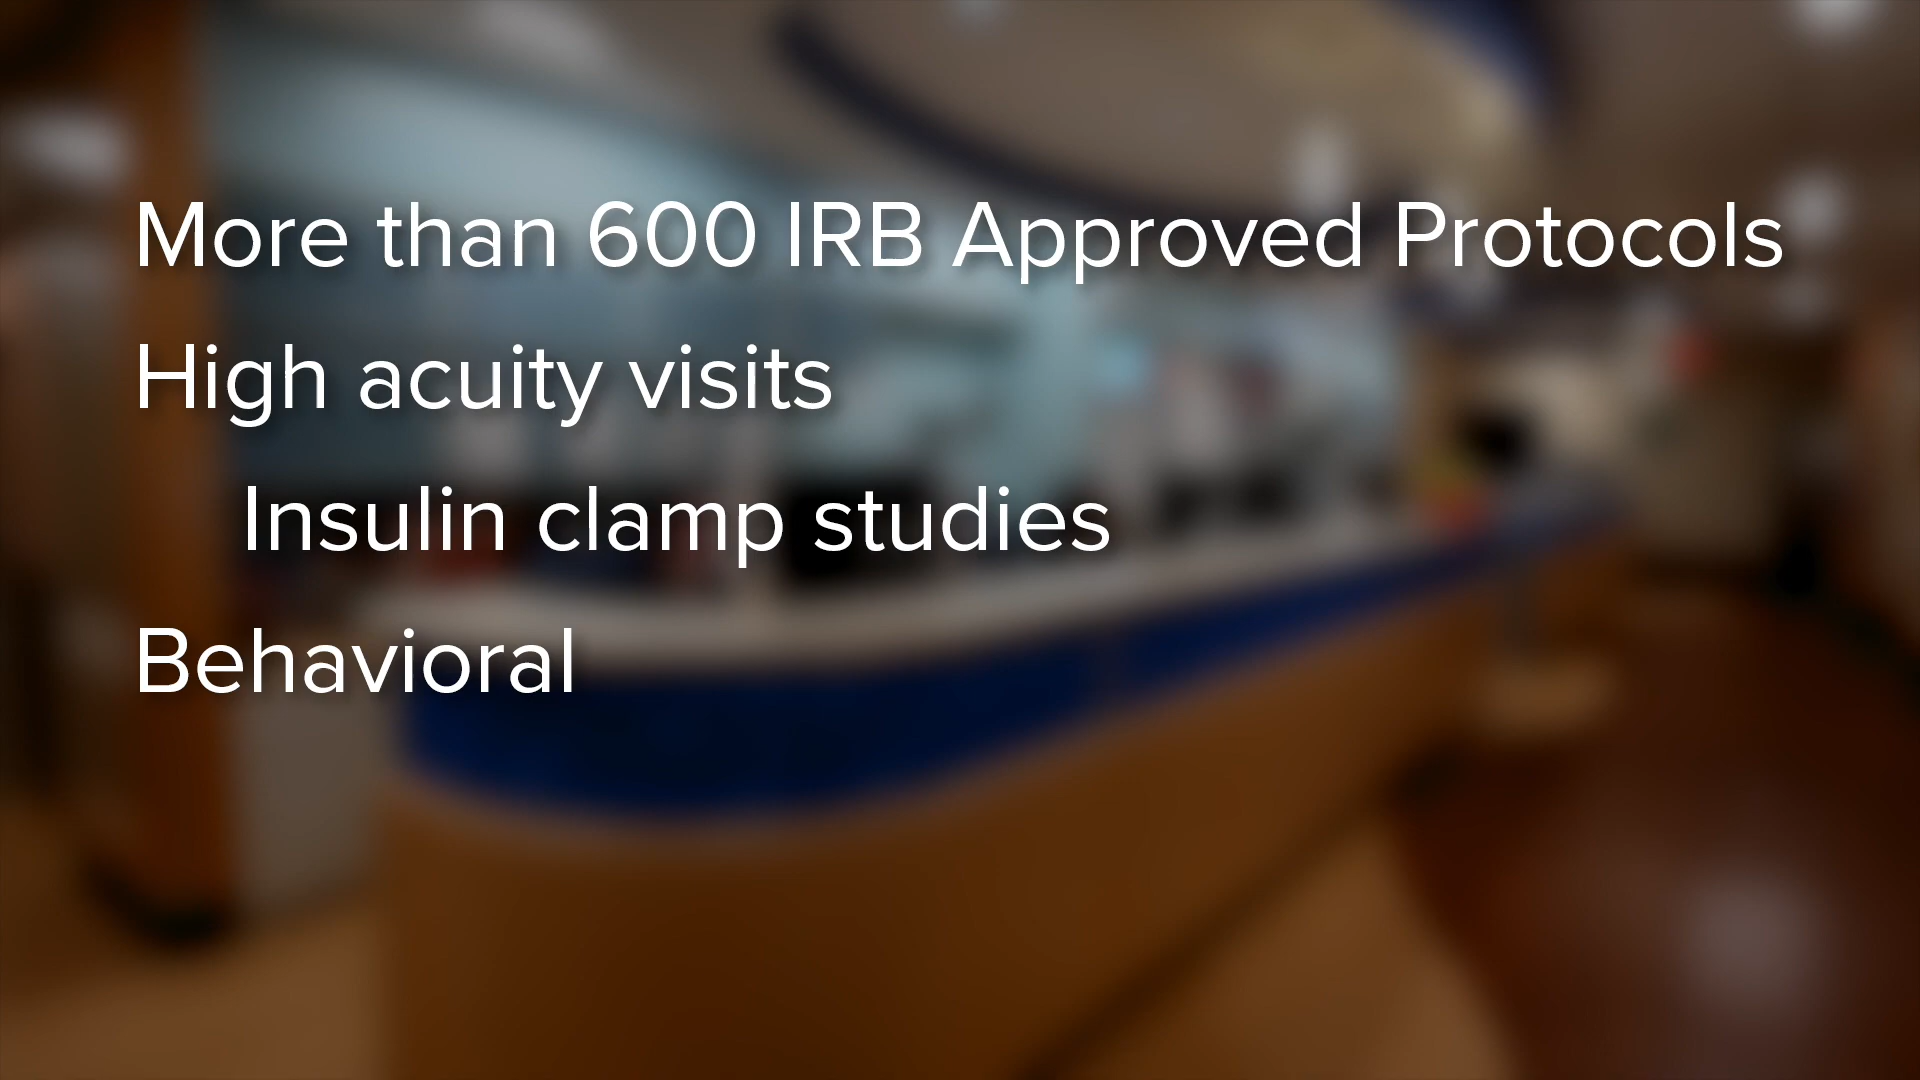 More than 600 IRB Approved Protocols
High acuity visits
Insulin clamp studies
Behavioral